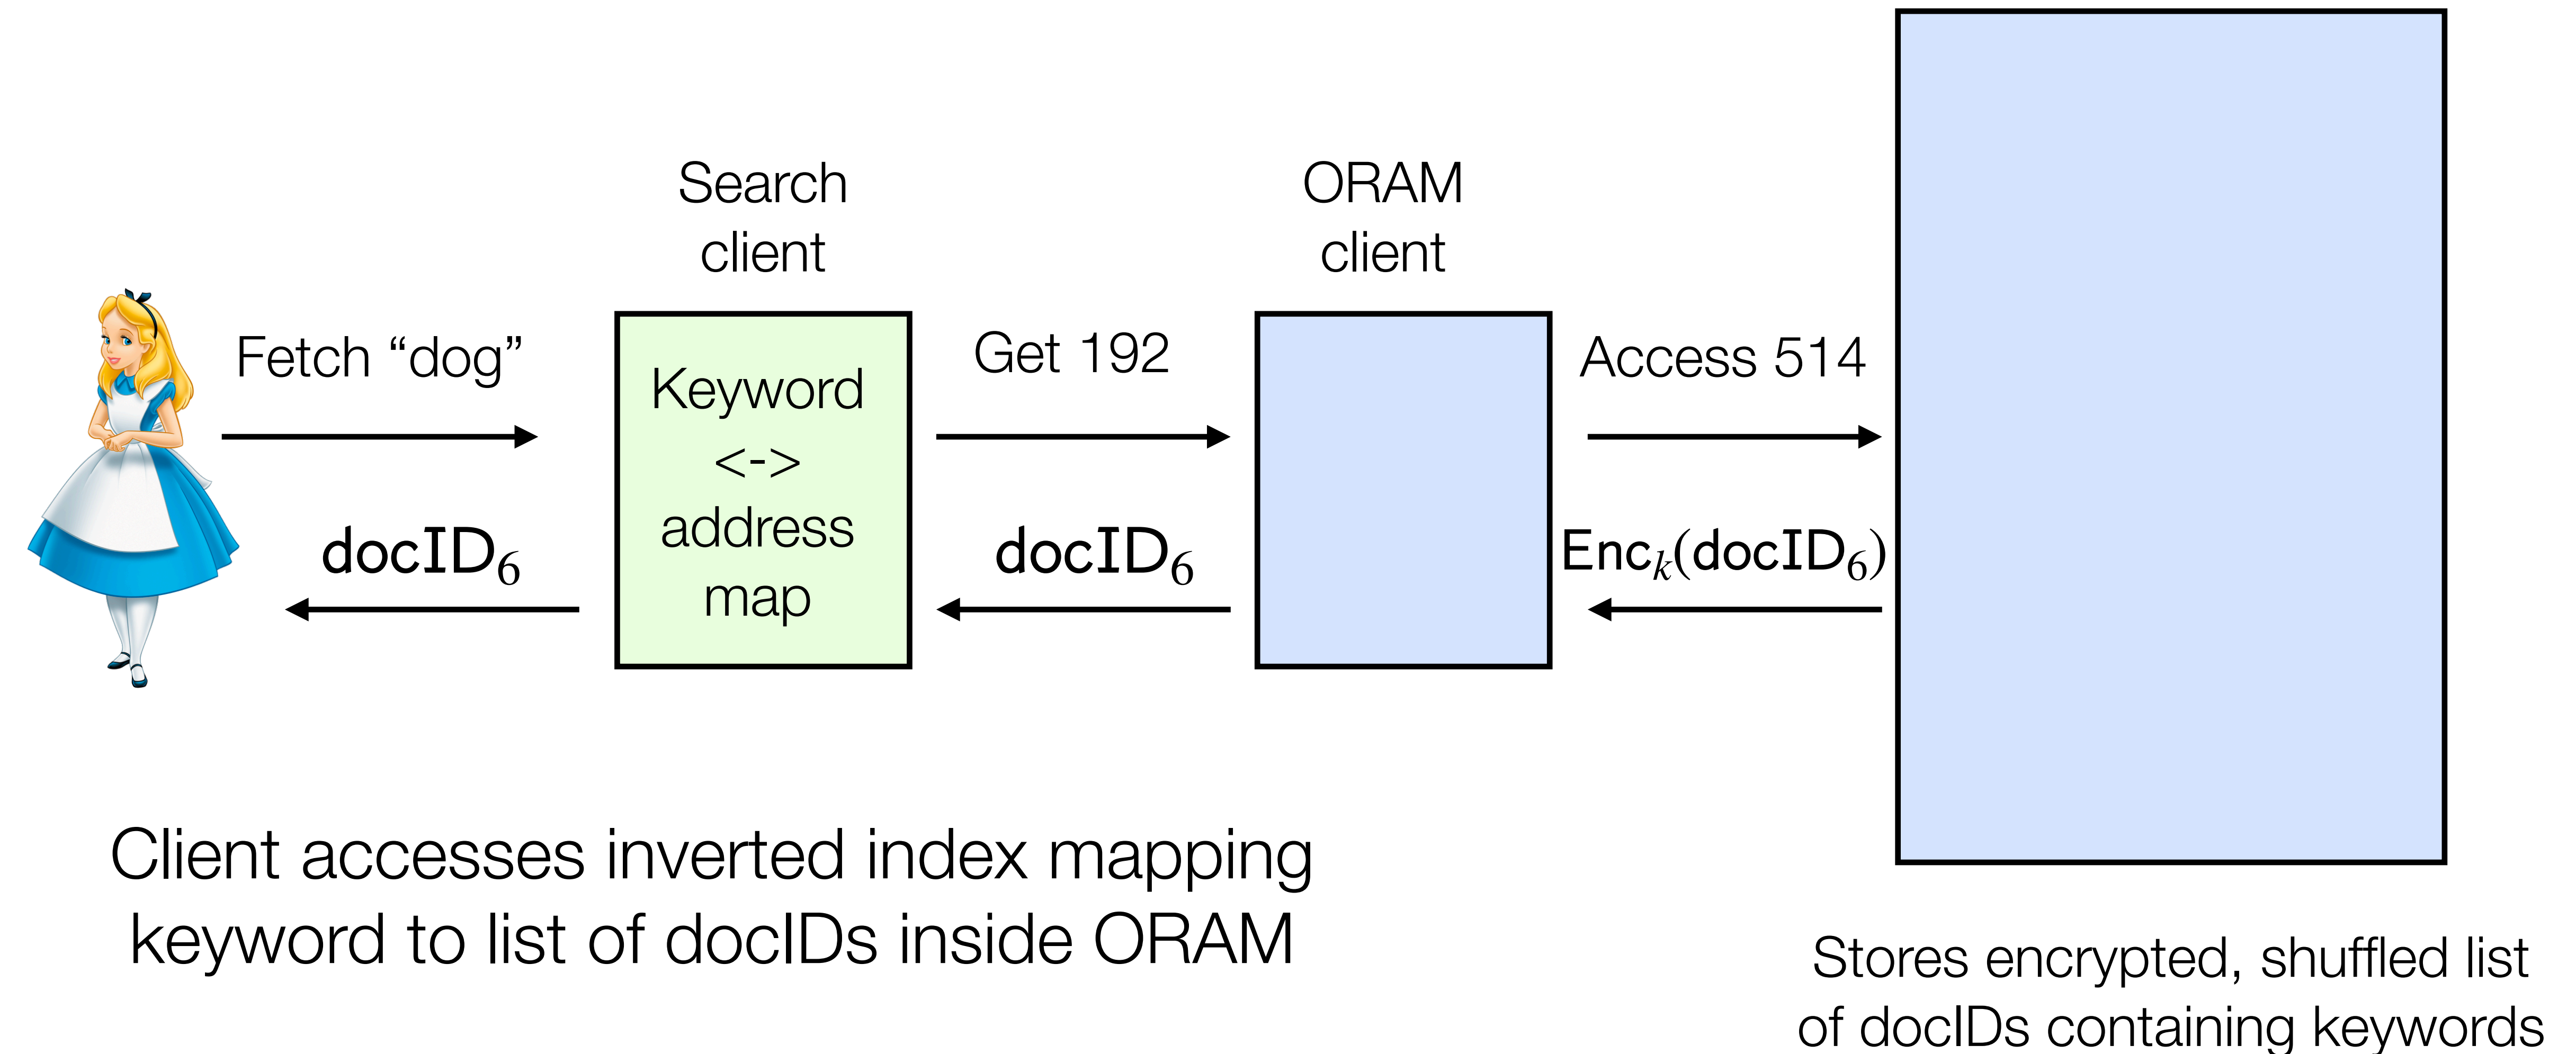 Search
client
ORAM
client
Fetch “dog”
Get 192
Access 514
Keyword
<->
address
map
docID₆
docID₆
Encₖ(docID₆)
Client accesses inverted index mapping
keyword to list of docIDs inside ORAM
Stores encrypted, shuffled list
of docIDs containing keywords